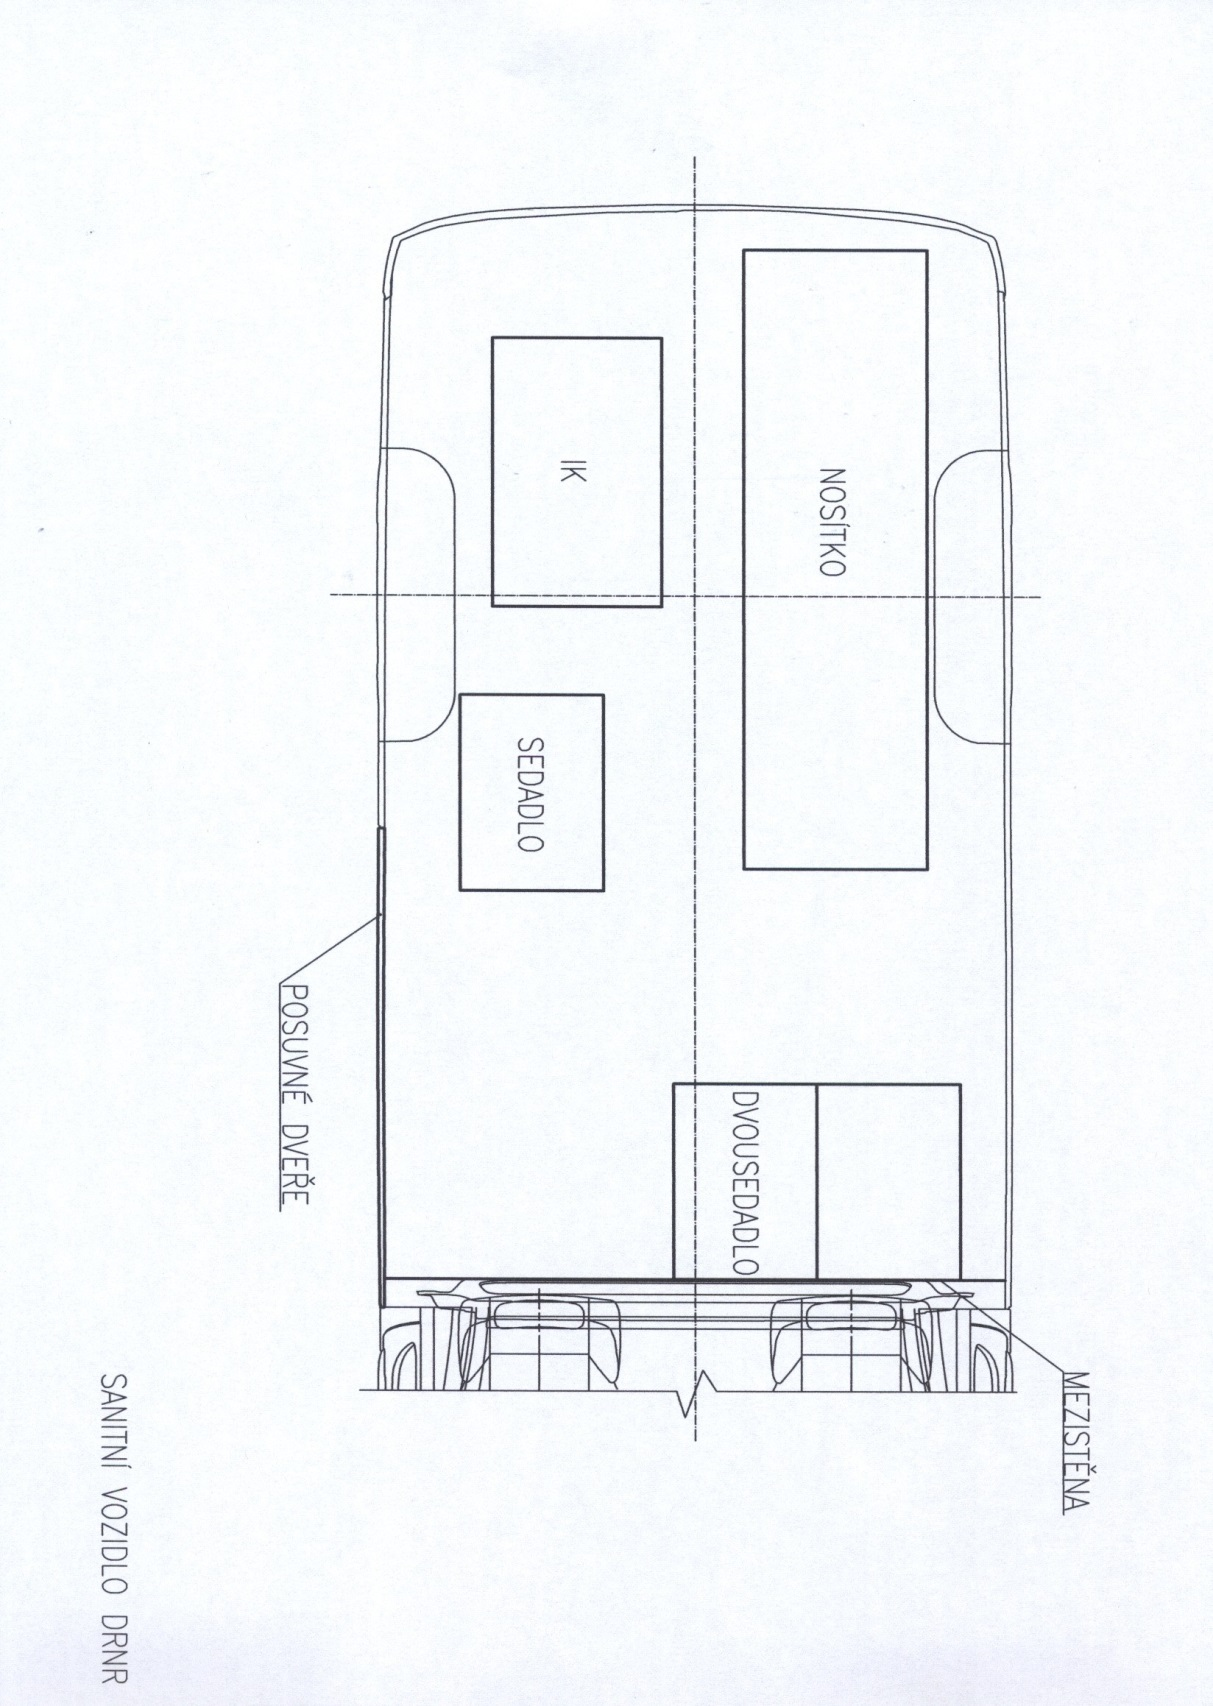 MEZISTĚNA
NOSÍTKO
DVOUSEDADLO
IK
SEDADLO
POSUVNÉ DVEŘE
SANITNÍ VOZIDLO DRNR